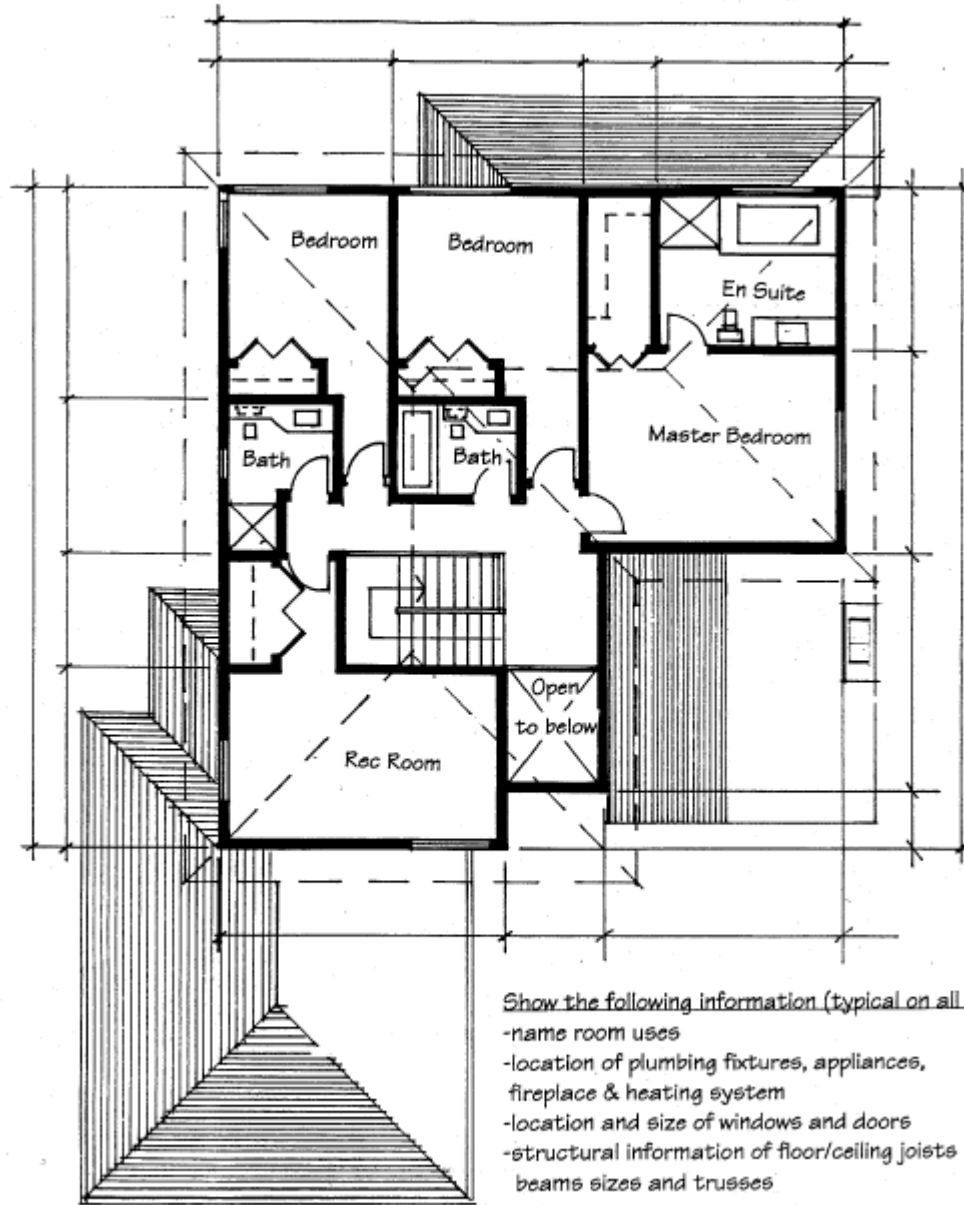 Bedroom
Bedroom
En Suite
Master Bedroom
Bath
Bath
Open
to below
Rec Room
Show the following information (typical on all
-name room uses
-location of plumbing fixtures, appliances,
fireplace & heating system
-location and size of windows and doors
-structural information of floor/ceiling joists
beams sizes and trusses